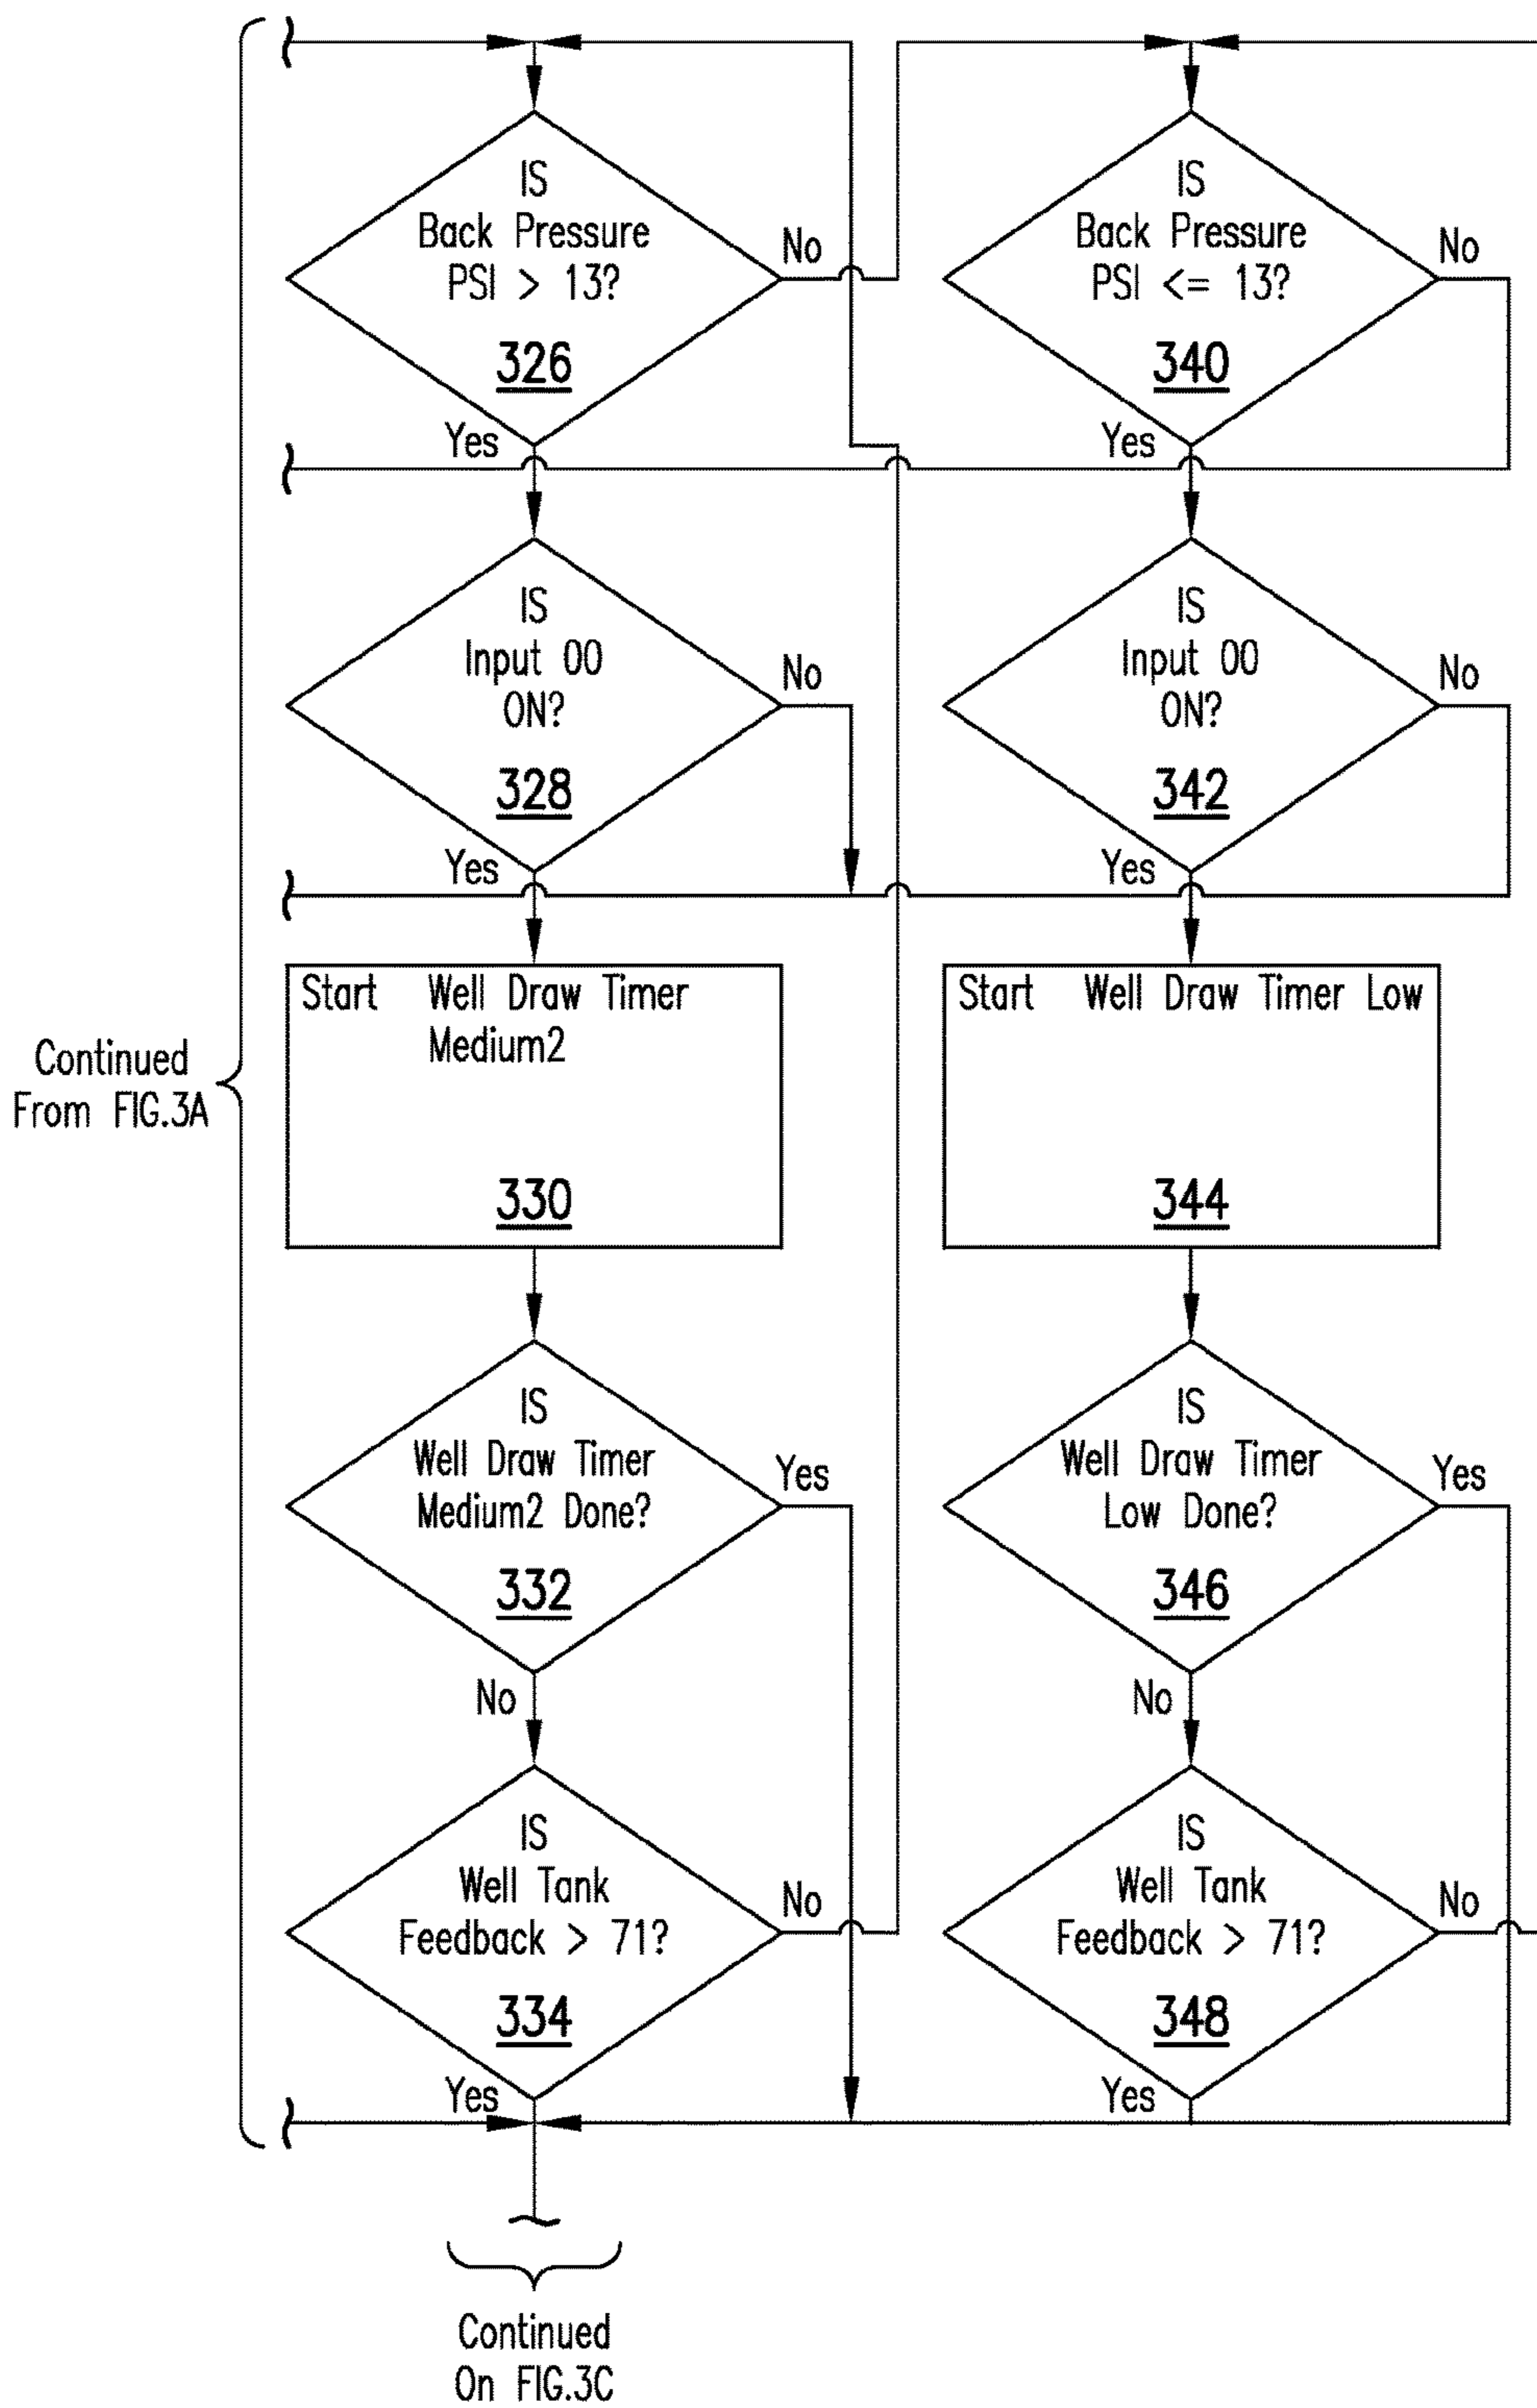 Continued
From FIG.3A
IS
Back Pressure
PSI > 13?
326
No
Yes
IS
Input 00
ON?
328
No
Yes
Start Well Draw Timer
Medium2
330
IS
Well Draw Timer
Medium2 Done?
332
Yes
No
IS
Well Tank
Feedback > 71?
334
No
Yes
IS
Back Pressure
PSI <= 13?
340
No
Yes
IS
Input 00
ON?
342
No
Yes
Start Well Draw Timer Low
344
IS
Well Draw Timer
Low Done?
346
Yes
No
IS
Well Tank
Feedback > 71?
348
No
Yes
Continued
On FIG.3C